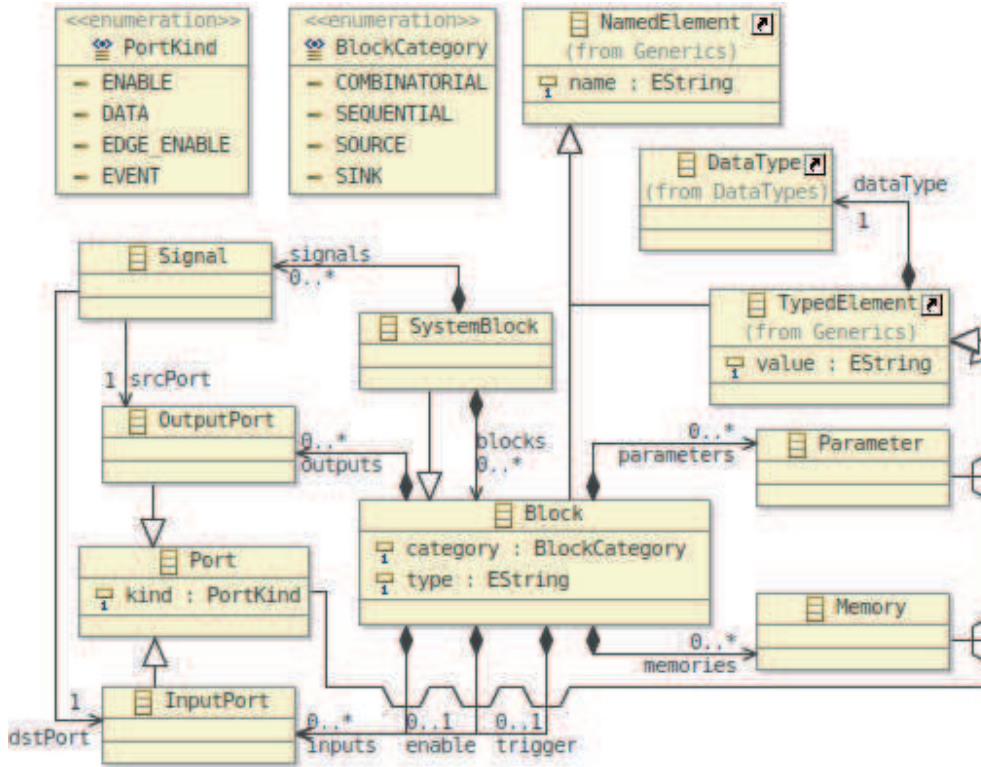 <<enumeration>>
PortKind
ENABLE
DATA
EDGE_ENABLE
EVENT
<<enumeration>>
BlockCategory
COMBINATORIAL
SEQUENTIAL
SOURCE
SINK
NamedElement
(from Generics)
name : EString
DataType
(from DataTypes)
dataType
1
Signal
signals
0..*
SystemBlock
TypedElement
(from Generics)
value : EString
1
srcPort
OutputPort
0..*
outputs
blocks
0..*
0..*
parameters
Parameter
Block
category : BlockCategory
type : EString
Port
kind : PortKind
Memory
0..*
memories
1
InputPort
dstPort
0..*
inputs
0..1
enable
0..1
trigger